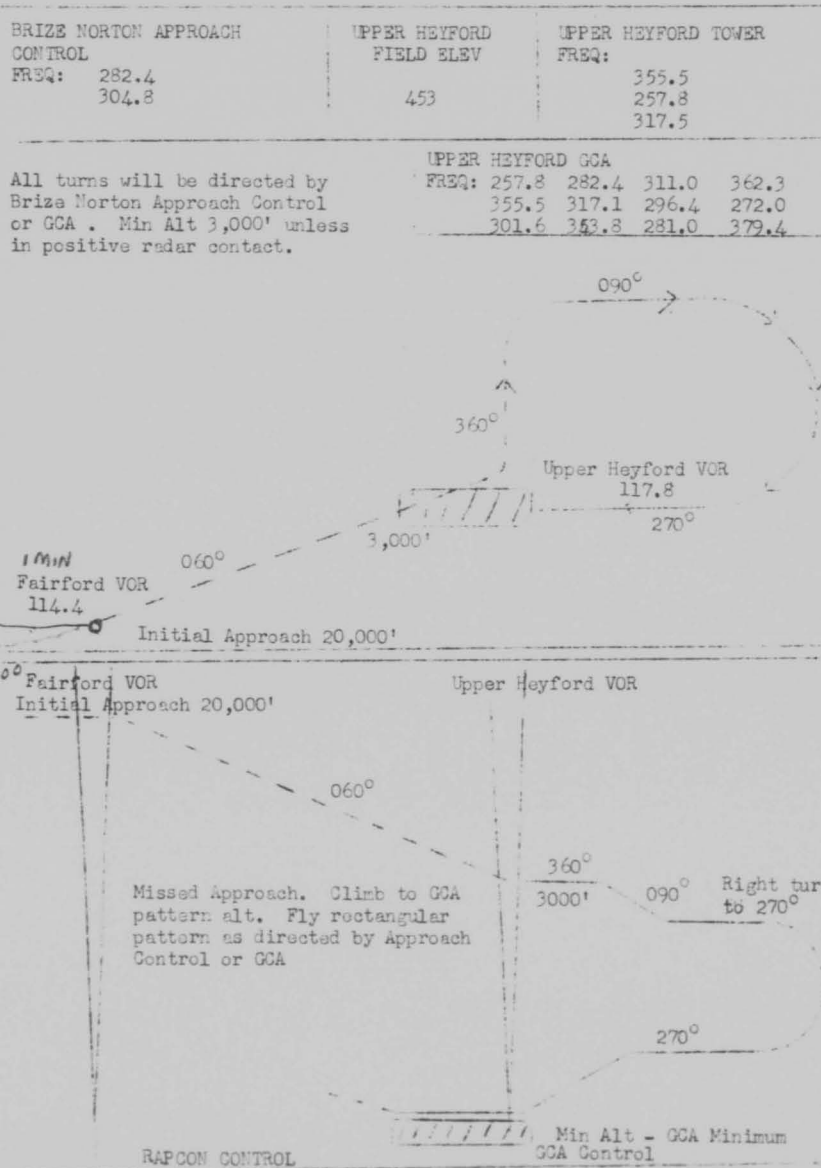 BRIZE NORTON APPROACH
CONTROL
FREQ: 282.4
304.8
UPPER HEYFORD
FIELD ELEV
453
UPPER HEYFORD TOWER
FREQ:
355.5
257.8
317.5
All turns will be directed by
Brize Norton Approach Control
or GCA . Min Alt 3,000' unless
in positive radar contact.
UPPER HEYFORD GCA
FREQ: 257.8 282.4 311.0 362.3
355.5 317.1 296.4 272.0
301.6 353.8 281.0 379.4
090°
360°
Upper Heyford VOR
117.8
270°
3,000'
060°
1 MIN
Fairford VOR
114.4
Initial Approach 20,000'
Fairford VOR
Initial Approach 20,000'
Upper Heyford VOR
060°
360°
3000'
090°
Right tur
to 270°
Missed Approach. Climb to GCA
pattern alt. Fly rectangular
pattern as directed by Approach
Control or GCA
270°
Min Alt - GCA Minimum
GCA Control
RAPCON CONTROL